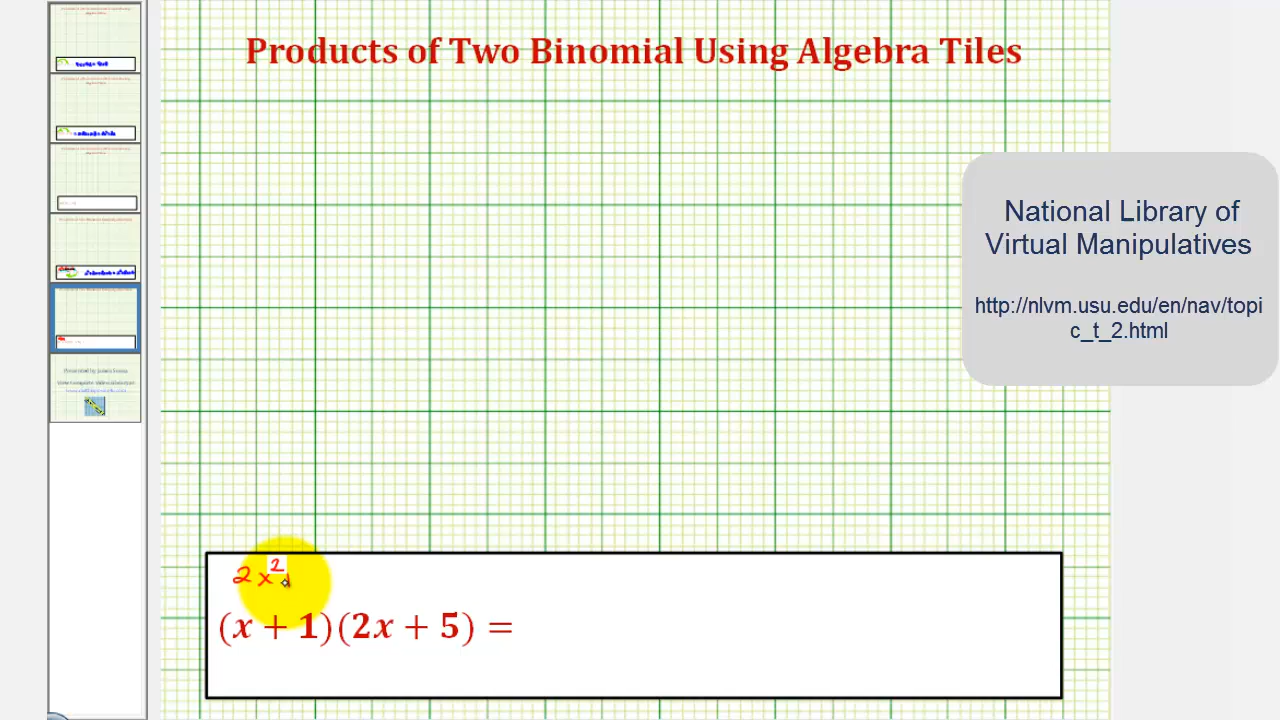 Products of Two Binomial Using Algebra Tiles
National Library of
Virtual Manipulatives
http://nlvm.usu.edu/en/nav/topi
c_t_2.html
2x²
(x + 1)(2x + 5) =